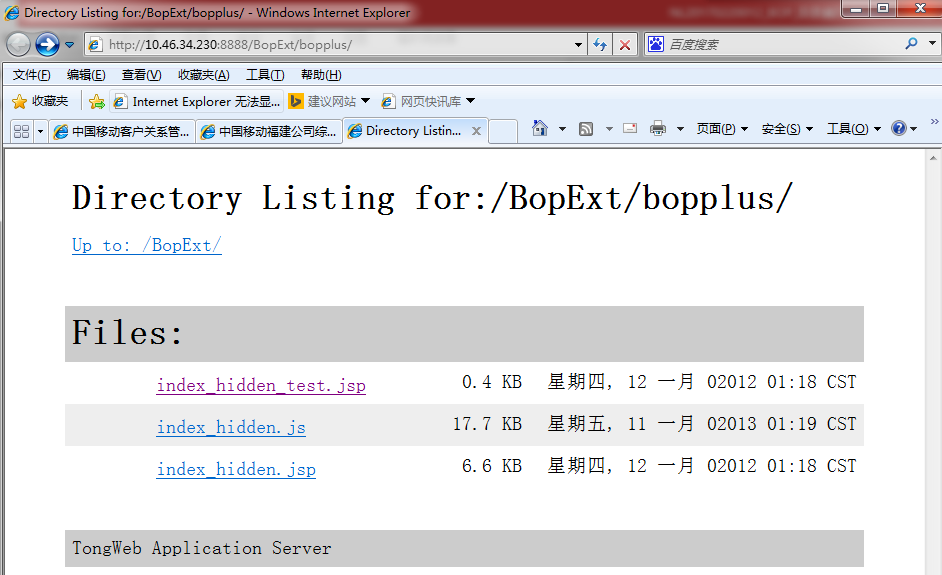 Directory Listing for:/BopExt/bopplus/ - Windows Internet Explorer
http://10.46.34.230:8888/BopExt/bopplus/
百度搜索
文件(F) 编辑(E) 查看(V) 收藏夹(A) 工具(T) 帮助(H)
收藏夹 Internet Explorer 无法显... 建议网站 网页快讯库
中国移动客户关系管... 中国移动福建公司综... Directory Listin... 页面(P) 安全(S) 工具(O)
Directory Listing for:/BopExt/bopplus/
Up to: /BopExt/
Files:
index_hidden_test.jsp 0.4 KB 星期四, 12 一月 02012 01:18 CST
index_hidden.js 17.7 KB 星期五, 11 一月 02013 01:19 CST
index_hidden.jsp 6.6 KB 星期四, 12 一月 02012 01:18 CST
TongWeb Application Server